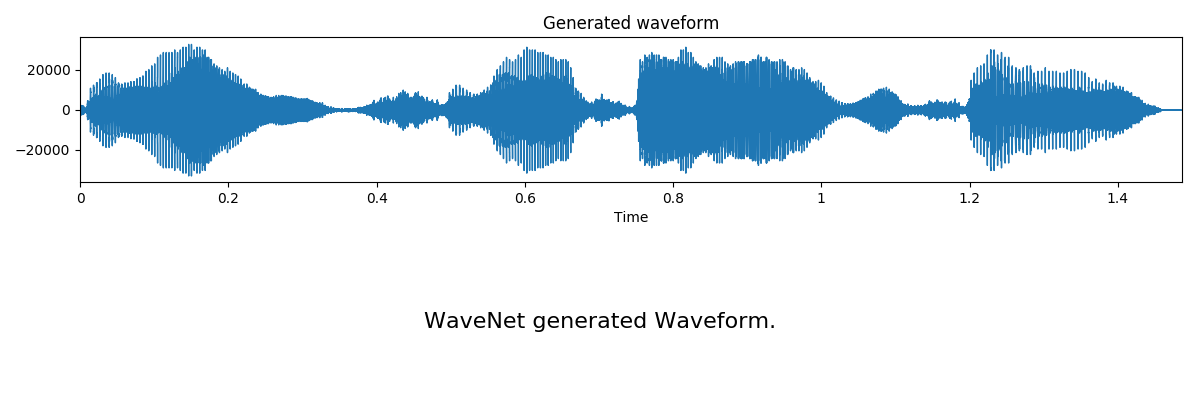 Generated waveform
20000
0
−20000
0 0.2 0.4 0.6 0.8 1 1.2 1.4
Time
WaveNet generated Waveform.